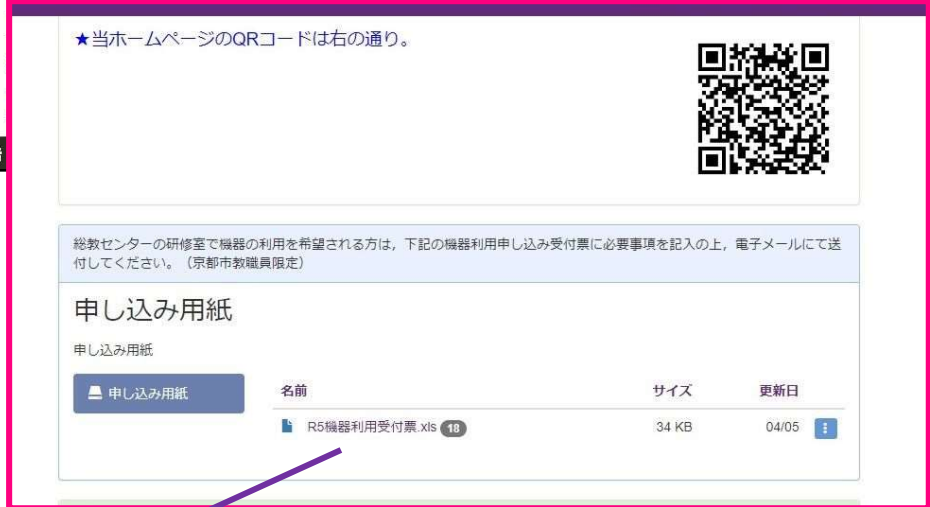 ★当ホームページのQRコードは右の通り。
総教センターの研修室で機器の利用を希望される方は，下記の機器利用申し込み受付票に必要事項を記入の上，電子メールにて送
付してください。（京都市教職員限定）
申し込み用紙
申し込み用紙
申し込み用紙
名前 サイズ 更新日
R5機器利用受付票.xls 18 34 KB 04/05